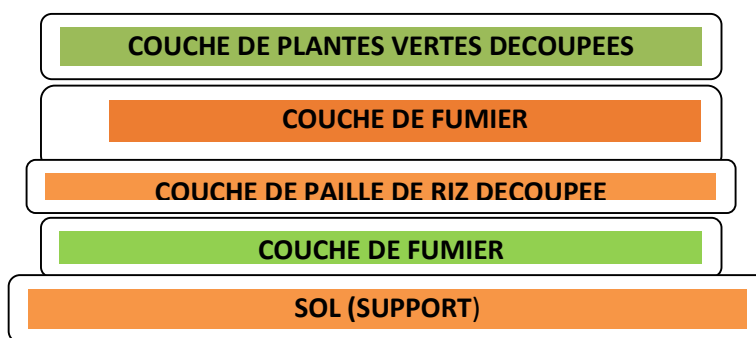 COUCHE DE PLANTES VERTES DECOUPEES
COUCHE DE FUMIER
COUCHE DE PAILLE DE RIZ DECOUPEE
COUCHE DE FUMIER
SOL (SUPPORT)